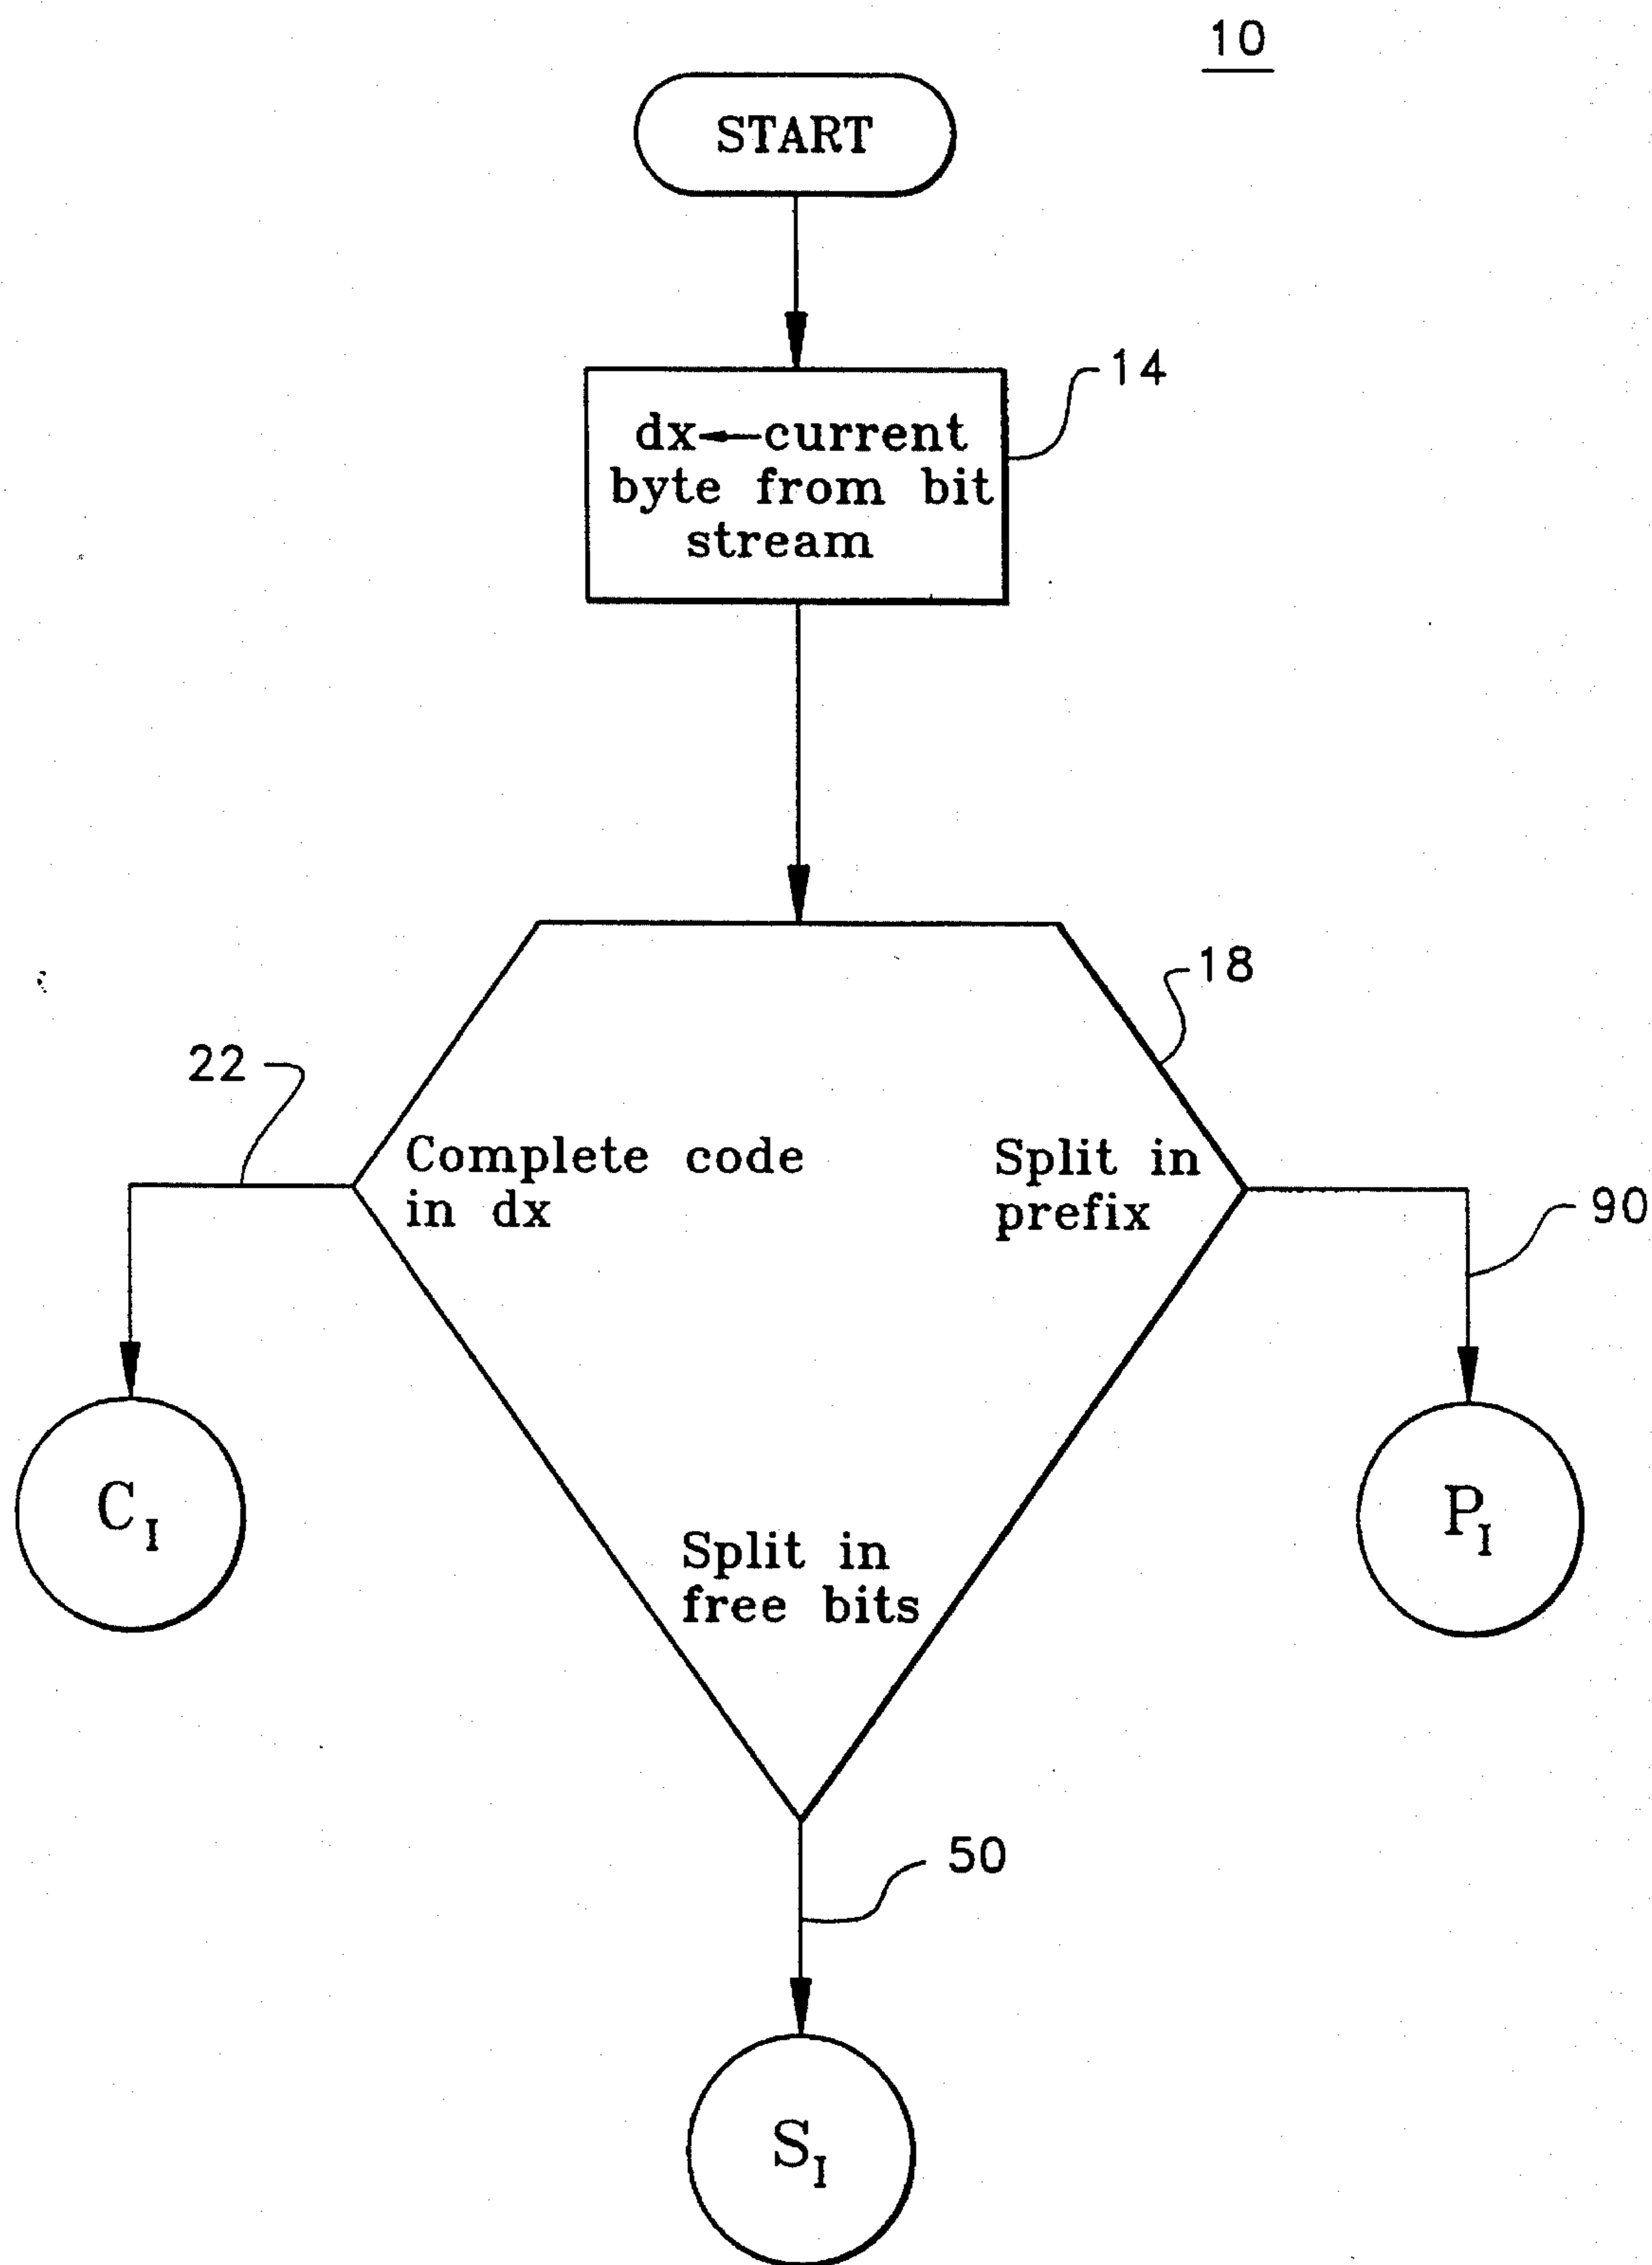 10
START
14
dx←current
byte from bit
stream
18
22
Complete code
in dx
Split in
prefix
90
C_I
P_I
Split in
free bits
50
S_I